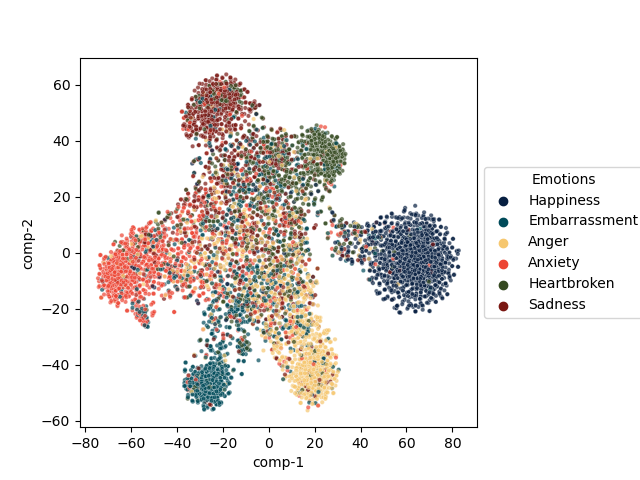 60
40
20
0
−20
−40
−60
comp-2
−80
−60
−40
−20
0
20
40
60
80
comp-1
Emotions
Happiness
Embarrassment
Anger
Anxiety
Heartbroken
Sadness